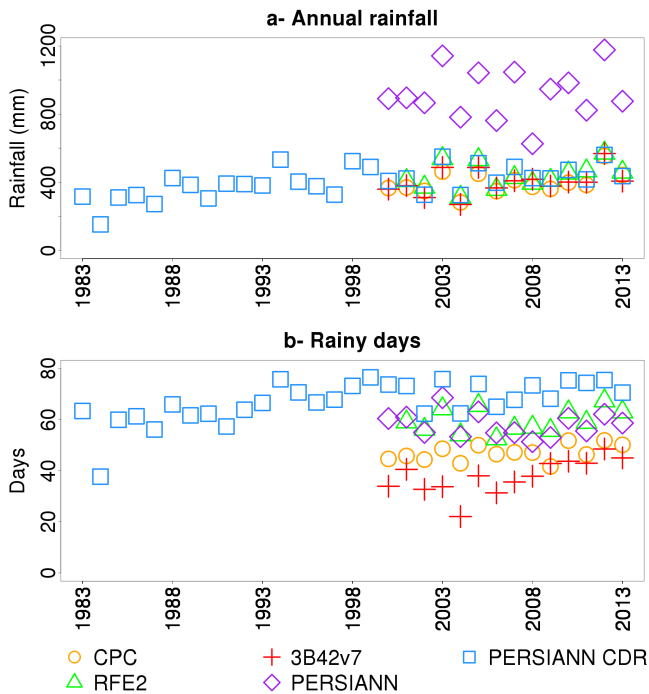 a- Annual rainfall
Rainfall (mm)
1200
800
400
0
1983
1988
1993
1998
2003
2008
2013
b- Rainy days
Days
80
60
40
20
0
1983
1988
1993
1998
2003
2008
2013
CPC
3B42v7
PERSIANN CDR
RFE2
PERSIANN